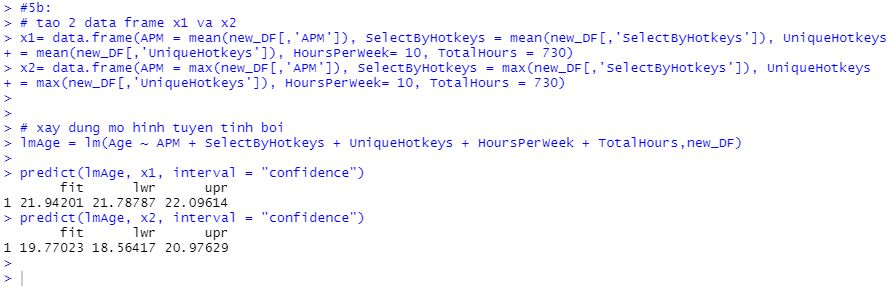 > #5b:
> # tao 2 data frame x1 va x2
> x1= data.frame(APM = mean(new_DF[,'APM']), SelectByHotkeys = mean(new_DF[,'SelectByHotkeys']), UniqueHotkeys
+ = mean(new_DF[,'UniqueHotkeys']), HoursPerWeek= 10, TotalHours = 730)
> x2= data.frame(APM = max(new_DF[,'APM']), SelectByHotkeys = max(new_DF[,'SelectByHotkeys']), UniqueHotkeys
+ = max(new_DF[,'UniqueHotkeys']), HoursPerWeek= 10, TotalHours = 730)
>
>
> # xay dung mo hinh tuyen tinh boi
> lmAge = lm(Age ~ APM + SelectByHotkeys + UniqueHotkeys + HoursPerWeek + TotalHours,new_DF)
>
> predict(lmAge, x1, interval = "confidence")
       fit      lwr      upr
1 21.94201 21.78787 22.09614
> predict(lmAge, x2, interval = "confidence")
       fit      lwr      upr
1 19.77023 18.56417 20.97629
>
> |